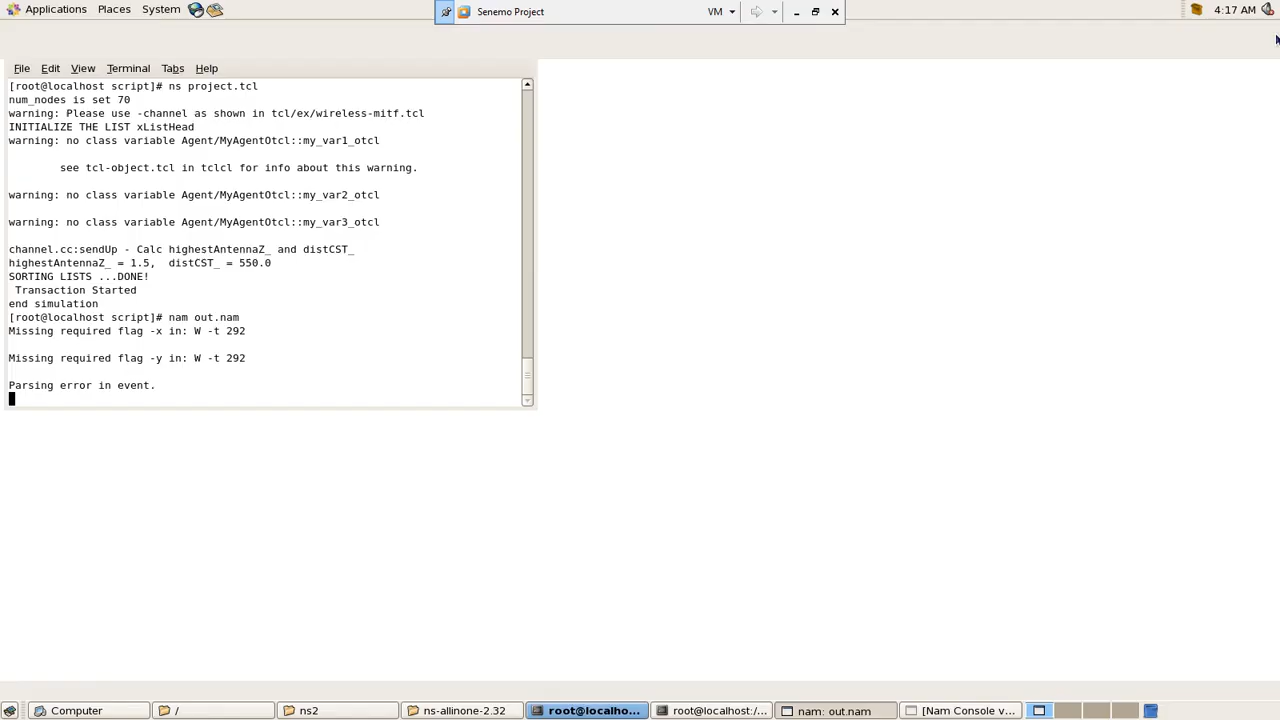 Applications Places System
Senemo Project
VM
4:17 AM
File Edit View Terminal Tabs Help
[root@localhost script]# ns project.tcl
num_nodes is set 70
warning: Please use -channel as shown in tcl/ex/wireless-mitf.tcl
INITIALIZE THE LIST xListHead
warning: no class variable Agent/MyAgentOtcl::my_var1_otcl
see tcl-object.tcl in tclcl for info about this warning.
warning: no class variable Agent/MyAgentOtcl::my_var2_otcl
warning: no class variable Agent/MyAgentOtcl::my_var3_otcl
channel.cc:sendUp - Calc highestAntennaZ_ and distCST_
highestAntennaZ_ = 1.5,  distCST_ = 550.0
SORTING LISTS ...DONE!
Transaction Started
end simulation
[root@localhost script]# nam out.nam
Missing required flag -x in: W -t 292
Missing required flag -y in: W -t 292
Parsing error in event.
Computer
/
ns2
ns-allinone-2.32
root@localho...
root@localhost:/...
nam: out.nam
[Nam Console v...